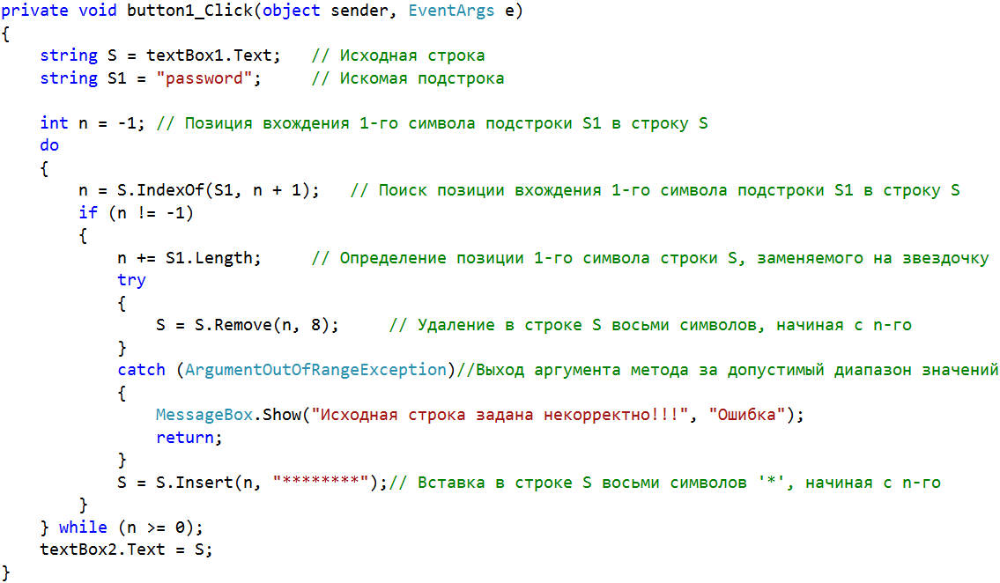 private void button1_Click(object sender, EventArgs e)
{
    string S = textBox1.Text;   // Исходная строка
    string S1 = "password";     // Искомая подстрока

    int n = -1; // Позиция вхождения 1-го символа подстроки S1 в строку S
    do
    {
        n = S.IndexOf(S1, n + 1);   // Поиск позиции вхождения 1-го символа подстроки S1 в строку S
        if (n != -1)
        {
            n += S1.Length;     // Определение позиции 1-го символа строки S, заменяемого на звездочку
            try
            {
                S = S.Remove(n, 8);     // Удаление в строке S восьми символов, начиная с n-го
            }
            catch (ArgumentOutOfRangeException)//Выход аргумента метода за допустимый диапазон значений
            {
                MessageBox.Show("Исходная строка задана некорректно!!!", "Ошибка");
                return;
            }
            S = S.Insert(n, "********");// Вставка в строке S восьми символов '*', начиная с n-го
        }
    } while (n >= 0);
    textBox2.Text = S;
}